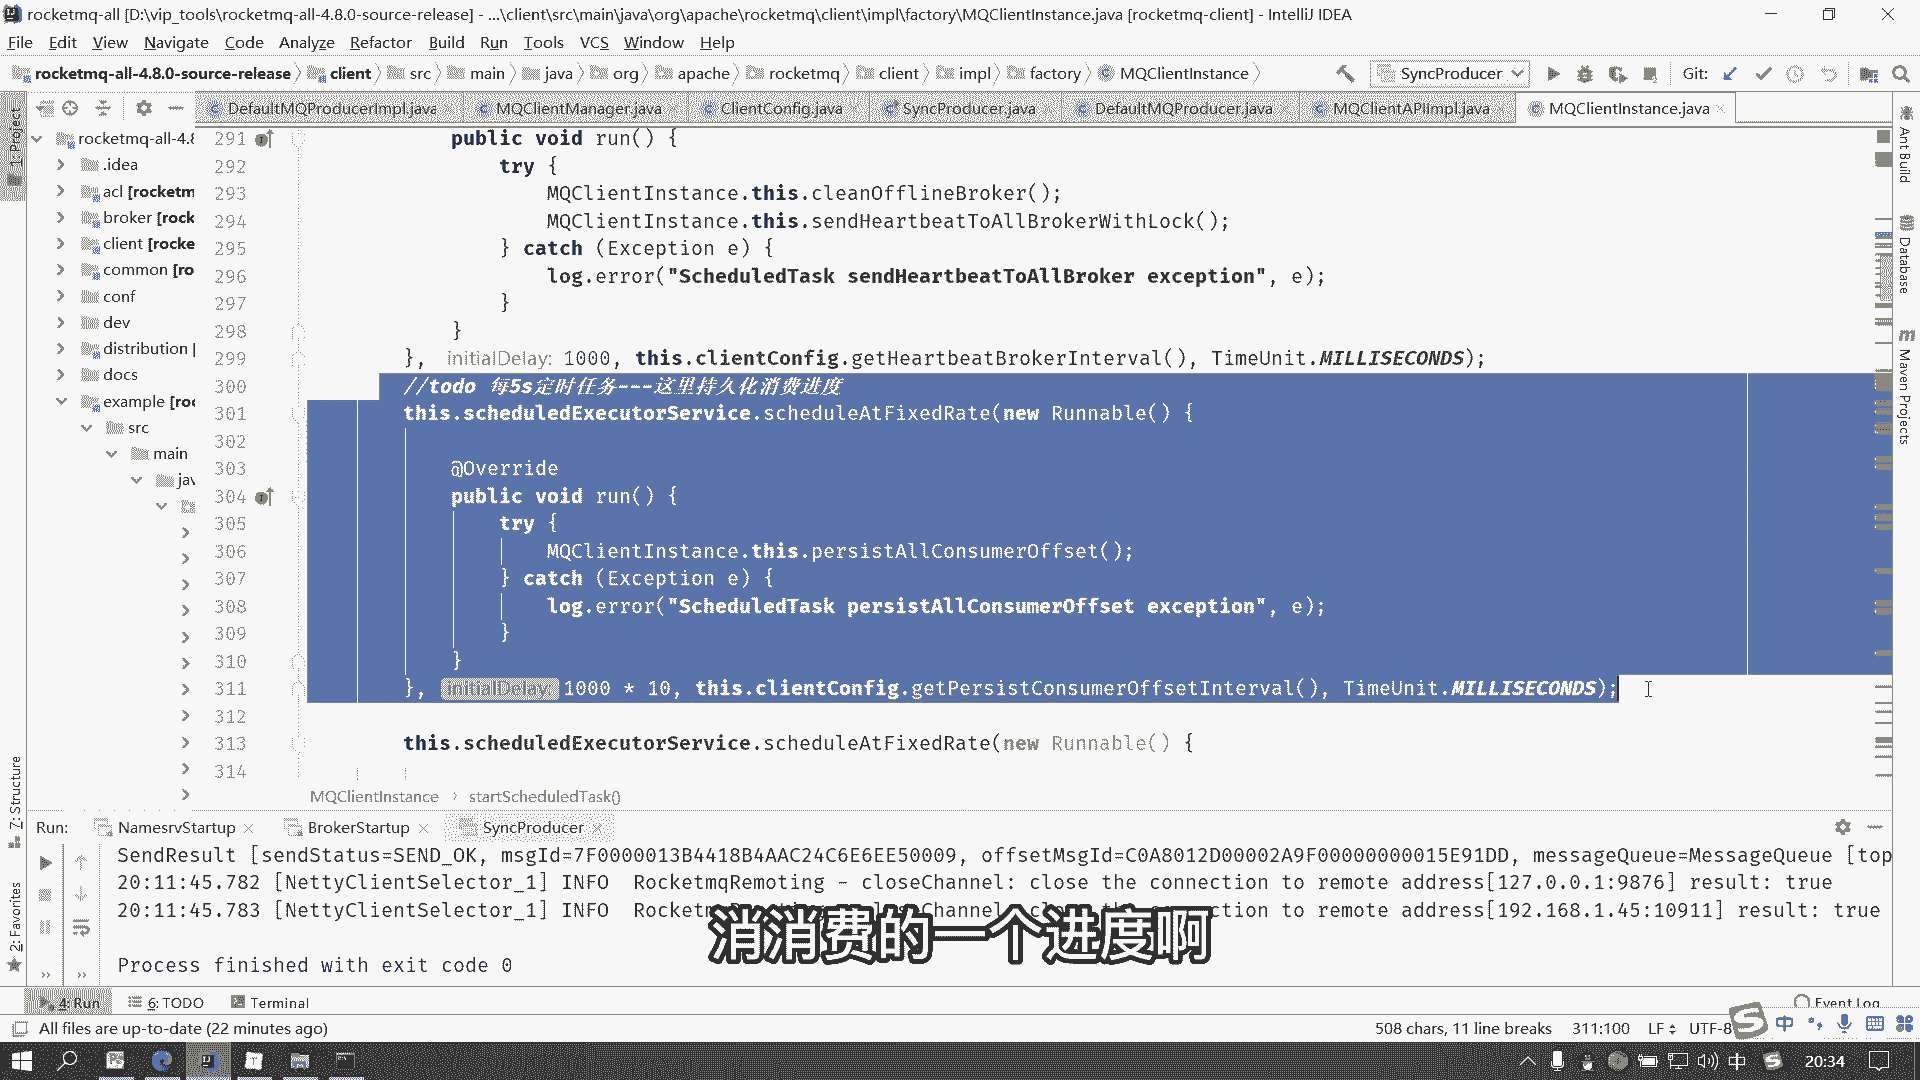 rocketmq-all [D:\vip_tools\rocketmq-all-4.8.0-source-release] - ...\client\src\main\java\org\apache\rocketmq\client\impl\factory\MQClientInstance.java [rocketmq-client] - IntelliJ IDEA
File Edit View Navigate Code Analyze Refactor Build Run Tools VCS Window Help
rocketmq-all-4.8.0-source-release client src main java org apache rocketmq client impl factory MQClientInstance SyncProducer Git:
DefaultMQProducerImpl.java MQClientManager.java ClientConfig.java SyncProducer.java DefaultMQProducer.java MQClientAPIImpl.java MQClientInstance.java
1: Project
rocketmq-all-4.8
.idea
acl [rocketm
broker [rock
client [rocke
common [ro
conf
dev
distribution [
docs
example [roc
src
main
jav
7: Structure
2: Favorites
Ant Build
Database
Maven Projects
291 public void run() {
292 try {
293 MQClientInstance.this.cleanOfflineBroker();
294 MQClientInstance.this.sendHeartbeatToAllBrokerWithLock();
295 } catch (Exception e) {
296 log.error("ScheduledTask sendHeartbeatToAllBroker exception", e);
297 }
298 }
299 }, initialDelay: 1000, this.clientConfig.getHeartbeatBrokerInterval(), TimeUnit.MILLISECONDS);
300 //todo 每5s定时任务---这里持久化消费进度
301 this.scheduledExecutorService.scheduleAtFixedRate(new Runnable() {
302
303 @Override
304 public void run() {
305 try {
306 MQClientInstance.this.persistAllConsumerOffset();
307 } catch (Exception e) {
308 log.error("ScheduledTask persistAllConsumerOffset exception", e);
309 }
310 }
311 }, initialDelay: 1000 * 10, this.clientConfig.getPersistConsumerOffsetInterval(), TimeUnit.MILLISECONDS);
312
313 this.scheduledExecutorService.scheduleAtFixedRate(new Runnable() {
314
MQClientInstance startScheduledTask()
Run: NamesrvStartup BrokerStartup SyncProducer
SendResult [sendStatus=SEND_OK, msgId=7F0000013B4418B4AAC24C6E6EE50009, offsetMsgId=C0A8012D00002A9F00000000015E91DD, messageQueue=MessageQueue [top
20:11:45.782 [NettyClientSelector_1] INFO RocketmqRemoting - closeChannel: close the connection to remote address[127.0.0.1:9876] result: true
20:11:45.783 [NettyClientSelector_1] INFO connection to remote address[192.168.1.45:10911] result: true
消消费的一个进度啊
Process finished with exit code 0
4: Run 6: TODO Terminal Event Log
All files are up-to-date (22 minutes ago) 508 chars, 11 line breaks 311:100 LF UTF-8 中
中 20:34